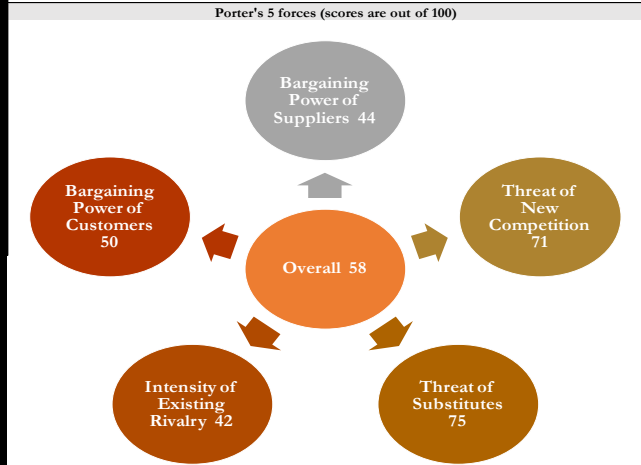 Porter's 5 forces (scores are out of 100)
Bargaining
Power of
Suppliers 44
Bargaining
Power of
Customers
50
Threat of
New
Competition
71
Overall 58
Intensity of
Existing
Rivalry 42
Threat of
Substitutes
75